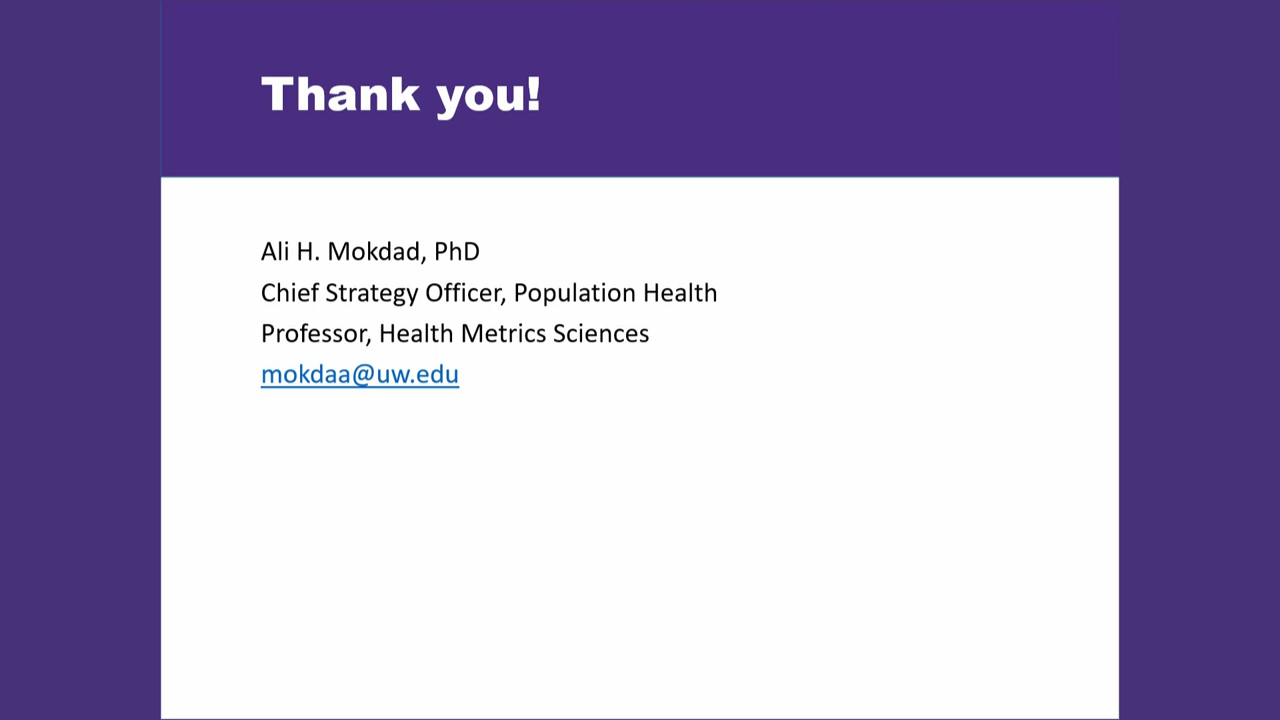 Thank you!
Ali H. Mokdad, PhD
Chief Strategy Officer, Population Health
Professor, Health Metrics Sciences
mokdaa@uw.edu